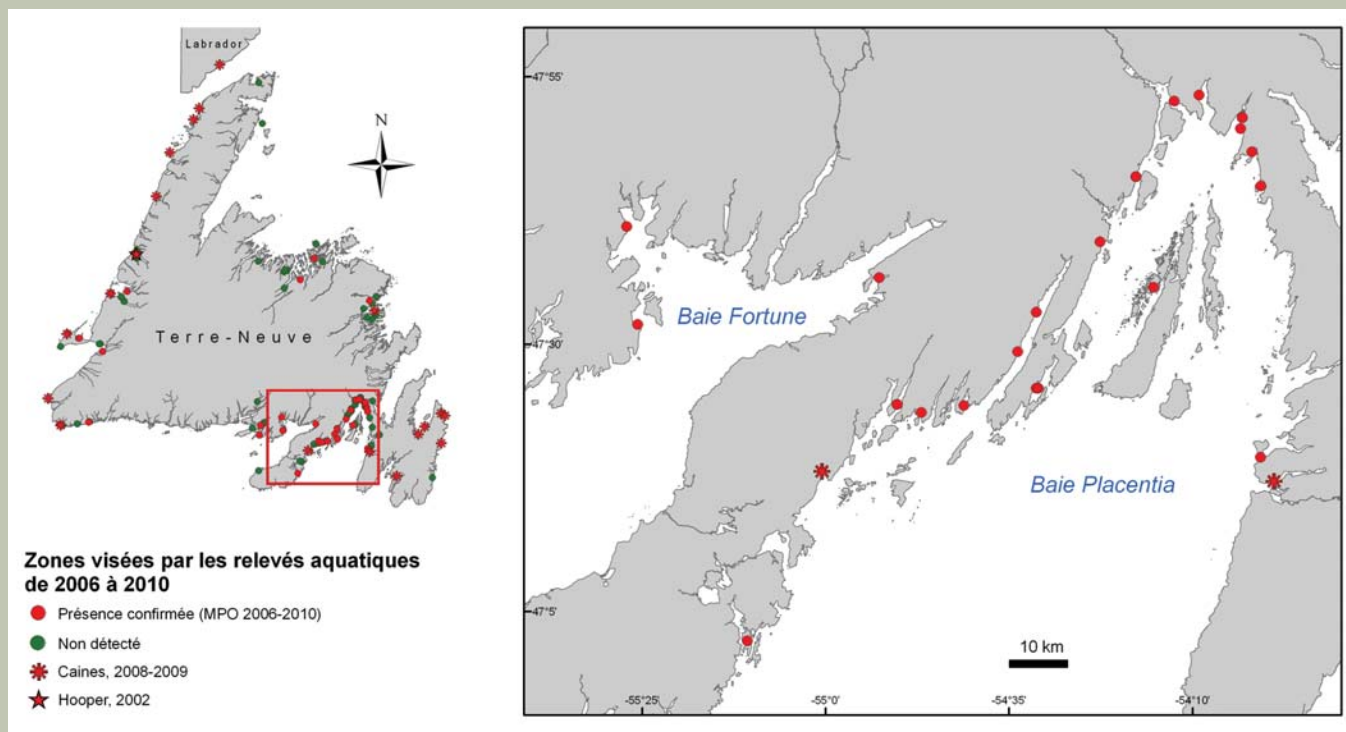 Labrador
N
Terre-Neuve
Zones visées par les relevés aquatiques
de 2006 à 2010
Présence confirmée (MPO 2006-2010)
Non détecté
Caines, 2008-2009
Hooper, 2002
47°55'
47°30'
47°5'
Baie Fortune
Baie Placentia
10 km
-55°25'
-55°0'
-54°35'
-54°10'